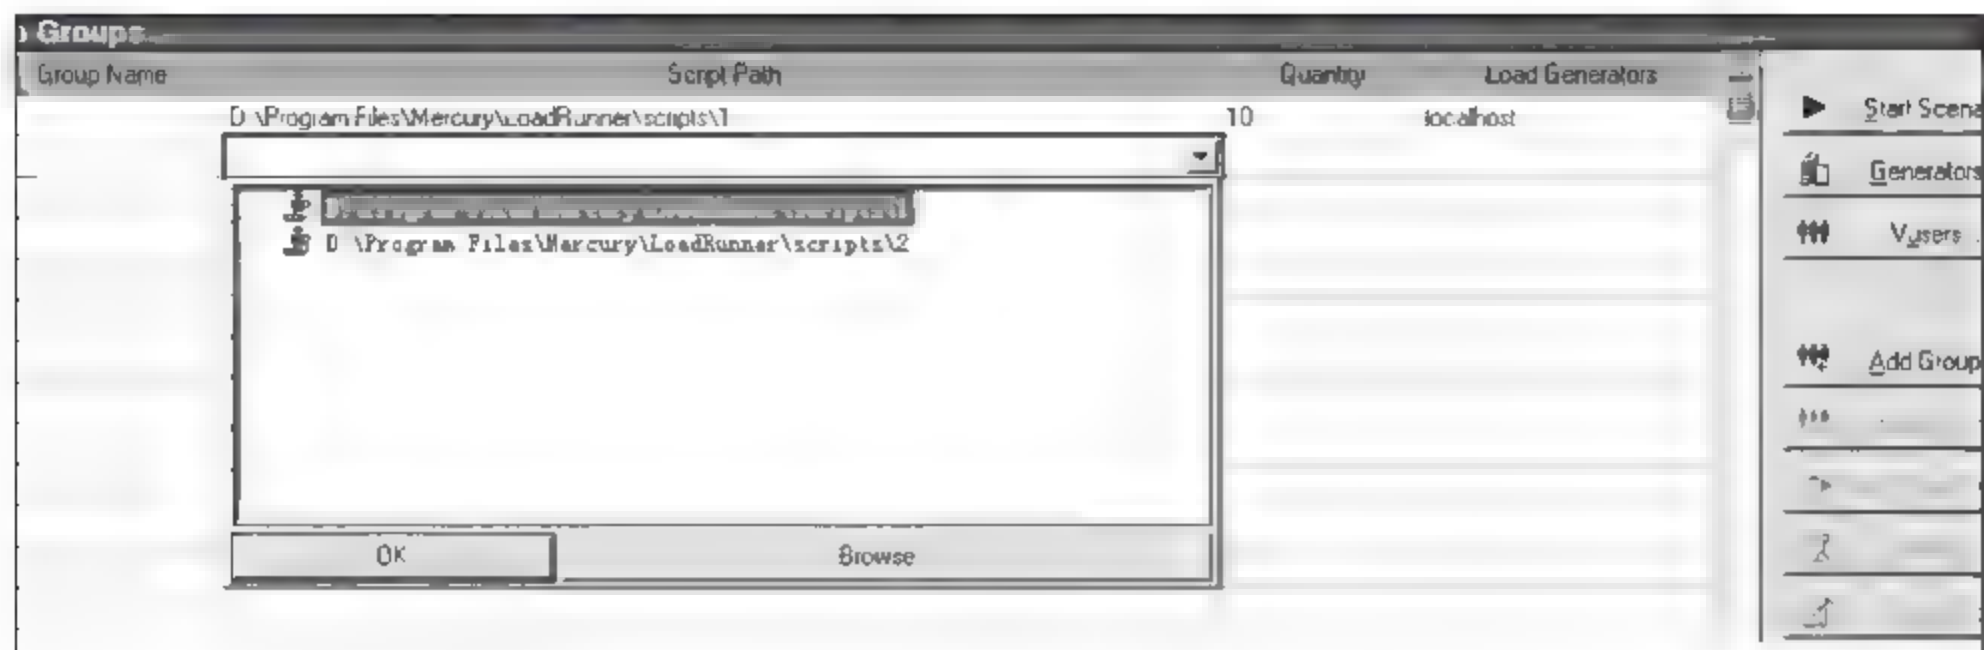 Groups
Group Name Script Path Quantity Load Generators
D:\Program Files\Mercury\LoadRunner\scripts\1 10 localhost
D \Program Files\Mercury\LoadRunner\scripts\2
OK Browse
Start Scena
Generators
Vusers
Add Group